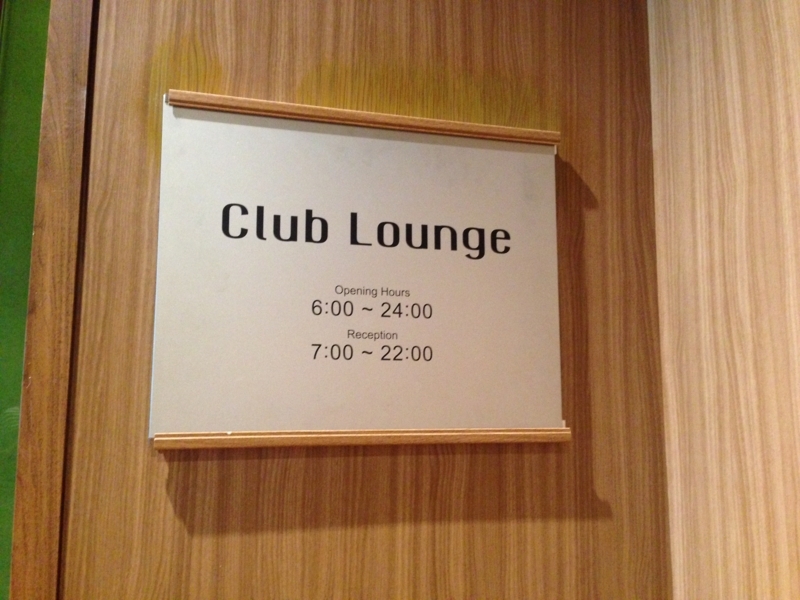 Club Lounge
Opening Hours
6:00 ~ 24:00
Reception
7:00 ~ 22:00